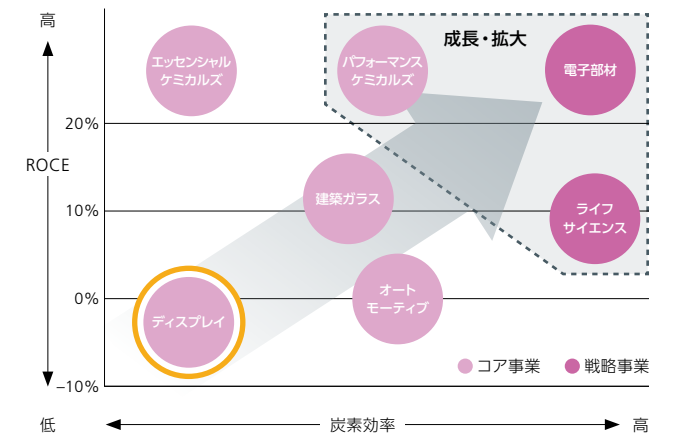 高
成長・拡大
エッセンシャル
ケミカルズ
パフォーマンス
ケミカルズ
電子部材
20%
ROCE
建築ガラス
10%
ライフ
サイエンス
0%
オート
モーティブ
ディスプレイ
コア事業
戦略事業
–10%
低
炭素効率
高